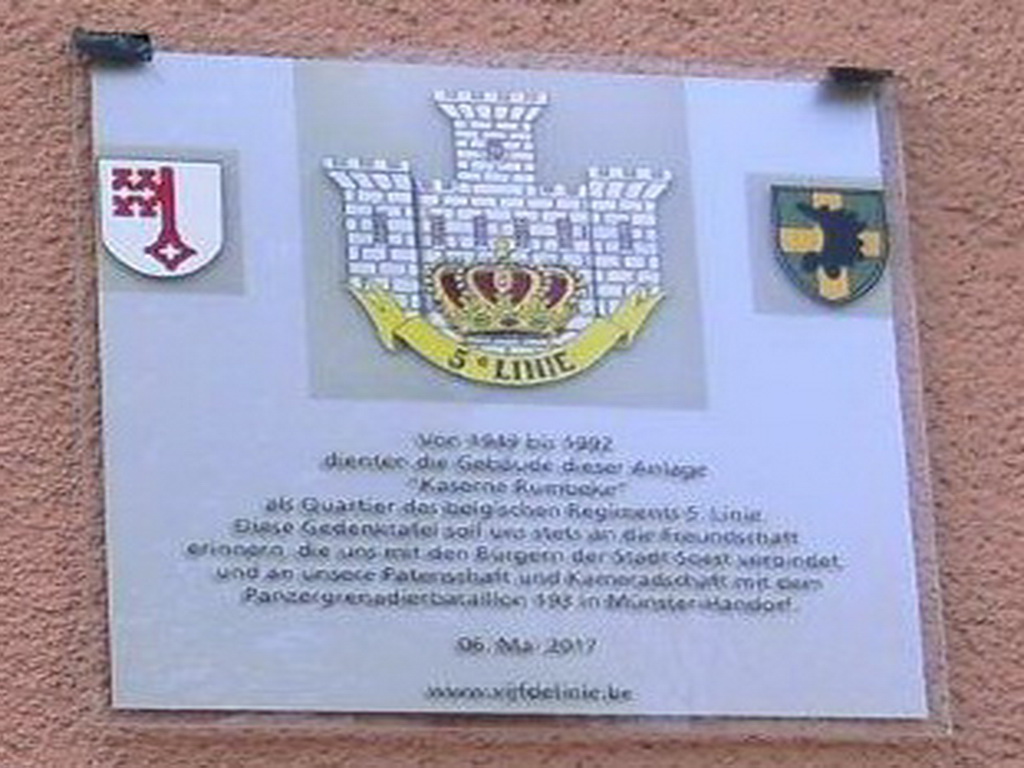 5e LINIE
Von 1949 bis 1992
dienten die Gebäude dieser Anlage
"Kaserne Rumbeke"
als Quartier des belgischen Regiments 5. Linie.
Diese Gedenktafel soll uns stets an die Freundschaft
erinnern, die uns mit den Bürgern der Stadt Soest verbindet
und an unsere Patenschaft und Kameradschaft mit dem
Panzergrenadierbataillon 193 in Münster-Handorf.
06. Mai 2017
www.vijfdelinie.be